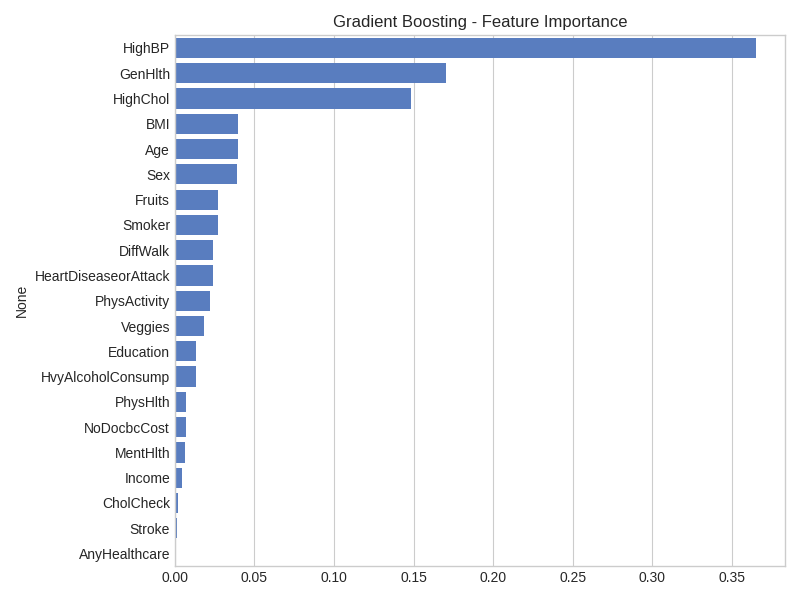 Gradient Boosting - Feature Importance
HighBP
GenHlth
HighChol
BMI
Age
Sex
Fruits
Smoker
DiffWalk
HeartDiseaseorAttack
PhysActivity
None
Veggies
Education
HvyAlcoholConsump
PhysHlth
NoDocbcCost
MentHlth
Income
CholCheck
Stroke
AnyHealthcare
0.00 0.05 0.10 0.15 0.20 0.25 0.30 0.35